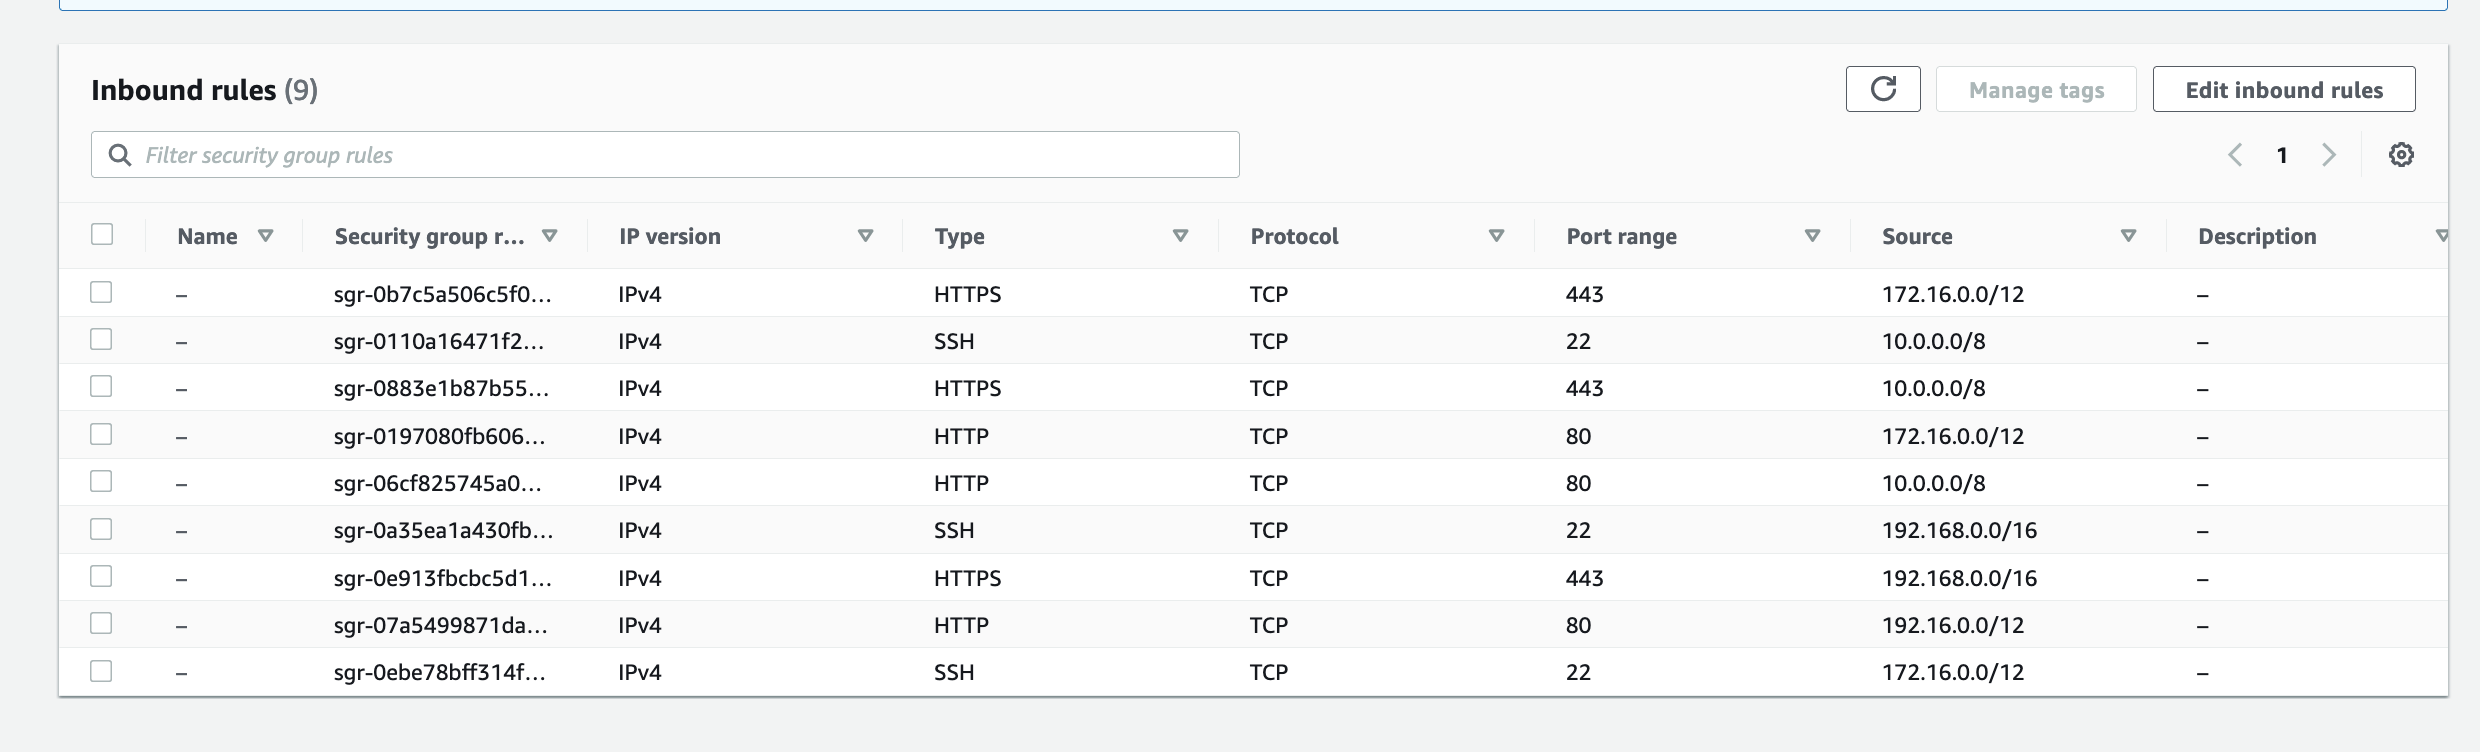 Inbound rules (9)
Manage tags
Edit inbound rules
Filter security group rules
1
Name Security group r... IP version Type Protocol Port range Source Description
– sgr-0b7c5a506c5f0... IPv4 HTTPS TCP 443 172.16.0.0/12 –
– sgr-0110a16471f2... IPv4 SSH TCP 22 10.0.0.0/8 –
– sgr-0883e1b87b55... IPv4 HTTPS TCP 443 10.0.0.0/8 –
– sgr-0197080fb606... IPv4 HTTP TCP 80 172.16.0.0/12 –
– sgr-06cf825745a0... IPv4 HTTP TCP 80 10.0.0.0/8 –
– sgr-0a35ea1a430fb... IPv4 SSH TCP 22 192.168.0.0/16 –
– sgr-0e913fbcbc5d1... IPv4 HTTPS TCP 443 192.168.0.0/16 –
– sgr-07a5499871da... IPv4 HTTP TCP 80 192.16.0.0/12 –
– sgr-0ebe78bff314f... IPv4 SSH TCP 22 172.16.0.0/12 –